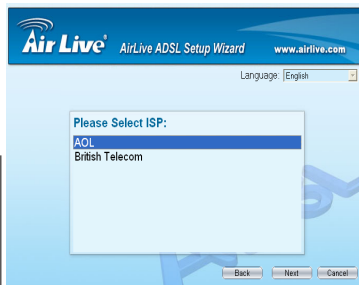 Air Live® AirLive ADSL Setup Wizard www.airlive.com
Language: English
Please Select ISP:
AOL
British Telecom
Back Next Cancel